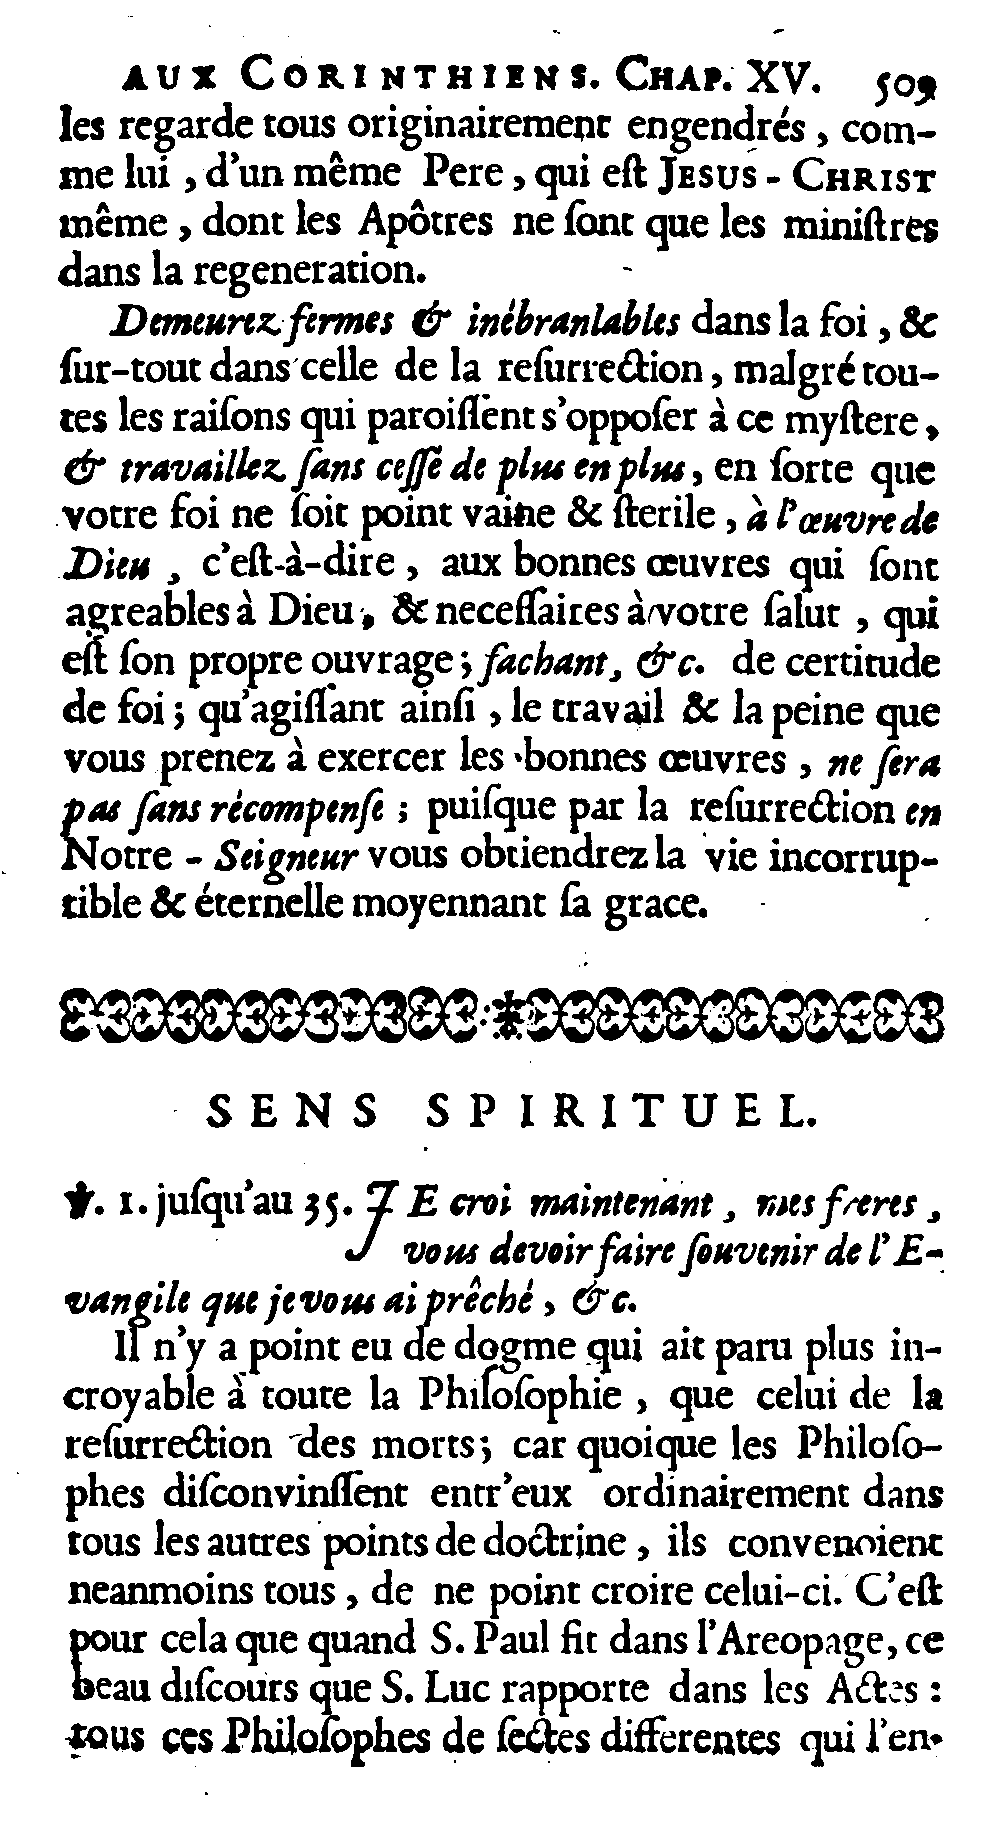 AUX CORINTHIENS. CHAP. XV. 509
les regarde tous originairement engendrés, com-
me lui, d'un même Pere, qui eſt JESUS-CHRIST
même, dont les Apôtres ne ſont que les miniſtres
dans la regeneration.
Demeurez fermes & inébranlables dans la foi, &
ſur-tout dans celle de la reſurrection, malgré tou-
tes les raiſons qui paroiſſent s'oppoſer à ce myſtere,
& travaillez ſans ceſſe de plus en plus, en ſorte que
votre foi ne ſoit point vaine & ſterile, à l'œuvre de
Dieu, c'eſt-à-dire, aux bonnes œuvres qui ſont
agreables à Dieu, & neceſſaires à votre ſalut, qui
eſt ſon propre ouvrage; ſachant, &c. de certitude
de foi; qu'agiſſant ainſi, le travail & la peine que
vous prenez à exercer les bonnes œuvres, ne ſera
pas ſans récompenſe; puiſque par la reſurrection en
Notre-Seigneur vous obtiendrez la vie incorrup-
tible & éternelle moyennant ſa grace.
SENS SPIRITUEL.
℣. 1. juſqu'au 35. JE croi maintenant, mes freres,
vous devoir faire ſouvenir de l'E-
vangile que je vous ai prêché, &c.
Il n'y a point eu de dogme qui ait paru plus in-
croyable à toute la Philoſophie, que celui de la
reſurrection des morts; car quoique les Philoſo-
phes diſconvinſſent entr'eux ordinairement dans
tous les autres points de doctrine, ils convenoient
neanmoins tous, de ne point croire celui-ci. C'eſt
pour cela que quand S. Paul fit dans l'Areopage, ce
beau diſcours que S. Luc rapporte dans les Actes:
tous ces Philoſophes de ſectes differentes qui l'en-